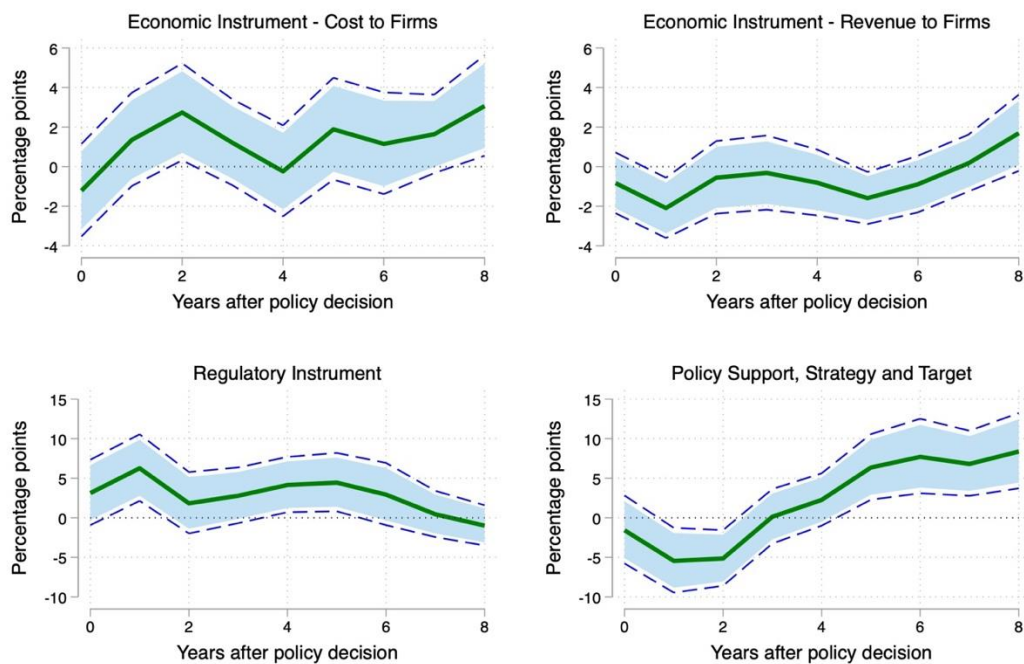 Economic Instrument - Cost to Firms
Percentage points
6
4
2
0
-2
-4
0 2 4 6 8
Years after policy decision
Economic Instrument - Revenue to Firms
Percentage points
6
4
2
0
-2
-4
0 2 4 6 8
Years after policy decision
Regulatory Instrument
Percentage points
15
10
5
0
-5
-10
0 2 4 6 8
Years after policy decision
Policy Support, Strategy and Target
Percentage points
15
10
5
0
-5
-10
0 2 4 6 8
Years after policy decision